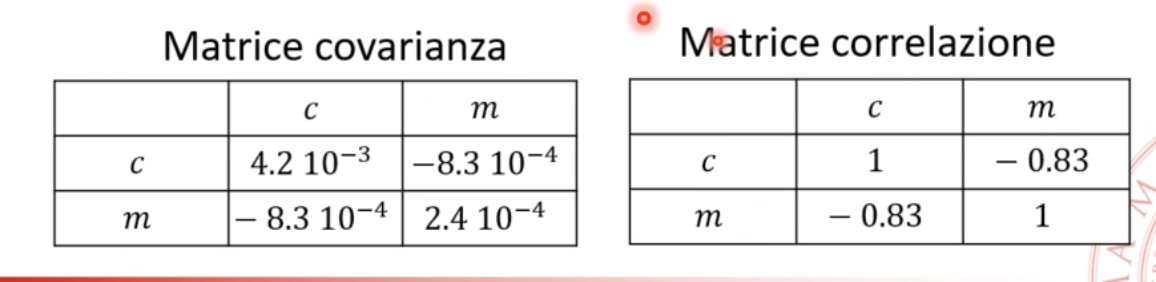 Matrice covarianza
c m
c 4.2 10⁻³ −8.3 10⁻⁴
m − 8.3 10⁻⁴ 2.4 10⁻⁴
Matrice correlazione
c m
c 1 − 0.83
m − 0.83 1